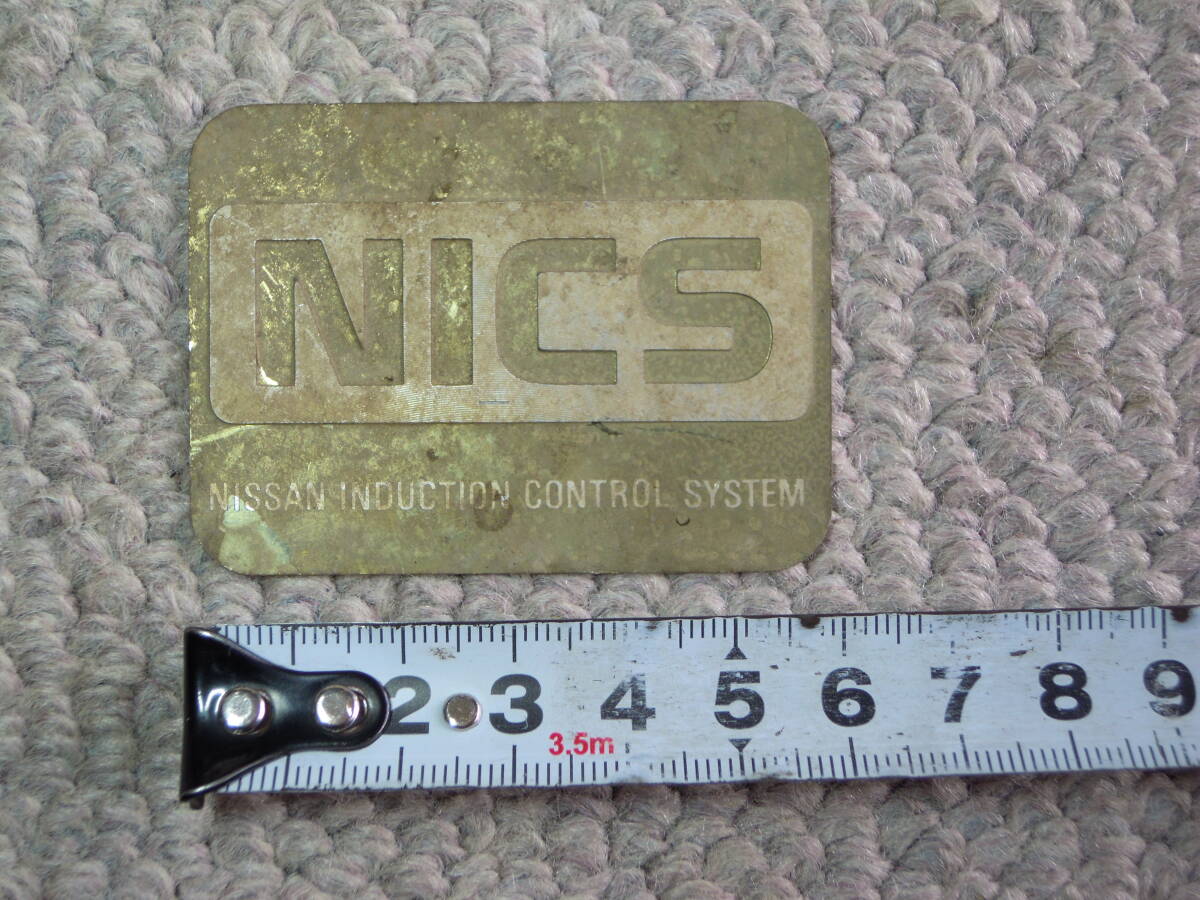 NICS
NISSAN INDUCTION CONTROL SYSTEM
2 3 4 5 6 7 8 9
3.5m